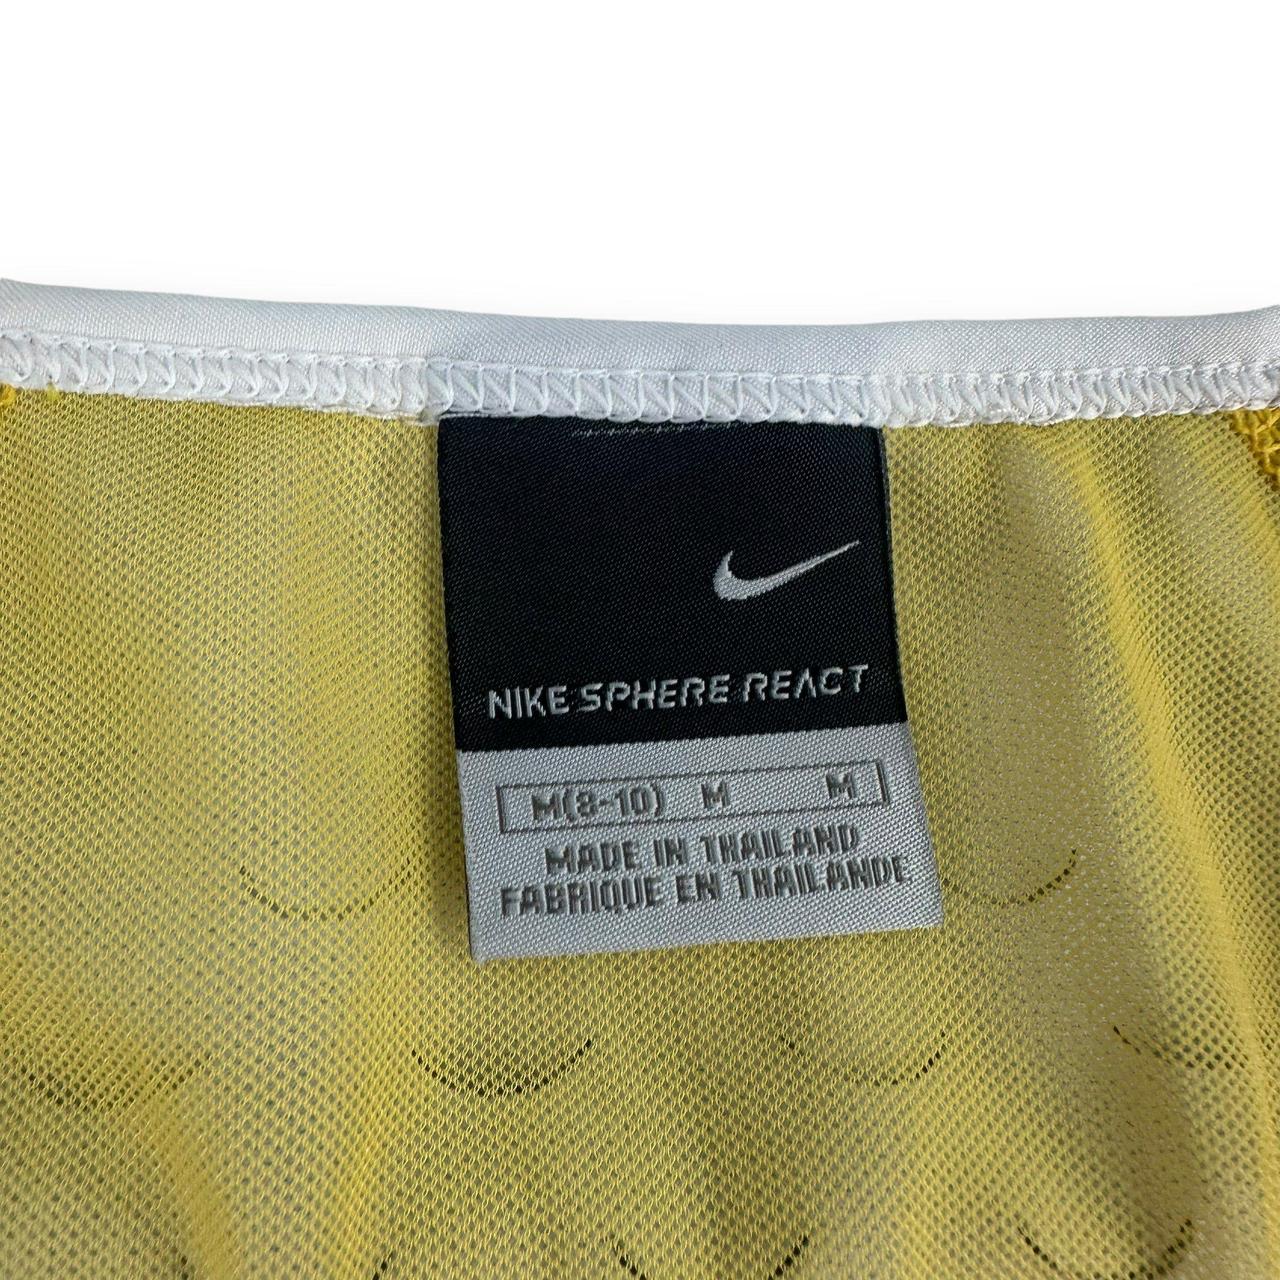 NIKE SPHERE REACT
M(8-10) M M
MADE IN THAILAND
FABRIQUE EN THAILANDE